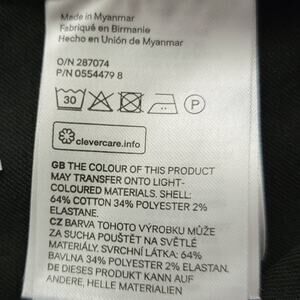 Made in Myanmar
Fabriqué en Birmanie
Hecho en Unión de Myanmar
O/N 287074
P/N 0554479 8
30
P
clevercare.info
GB THE COLOUR OF THIS PRODUCT
MAY TRANSFER ONTO LIGHT-
COLOURED MATERIALS. SHELL:
64% COTTON 34% POLYESTER 2%
ELASTANE.
CZ BARVA TOHOTO VÝROBKU MŮŽE
ZA SUCHA POUŠTĚT NA SVĚTLÉ
MATERIÁLY, SVRCHNÍ LÁTKA: 64%
BAVLNA 34% POLYESTER 2% ELASTAN.
DE DIESES PRODUKT KANN AUF
ANDERE, HELLE MATERIALIEN